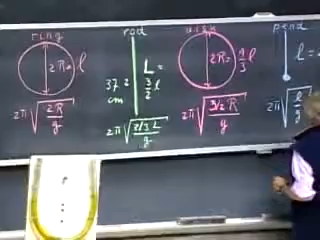 ring
2R = l
2π√(2R/g)
rod
37.2 cm
L = 3/2 l
2π√(2/3 L/g)
disk
2R = 4/3 l
2π√(3/2 R/g)
pend
l =
2π√(l/g)